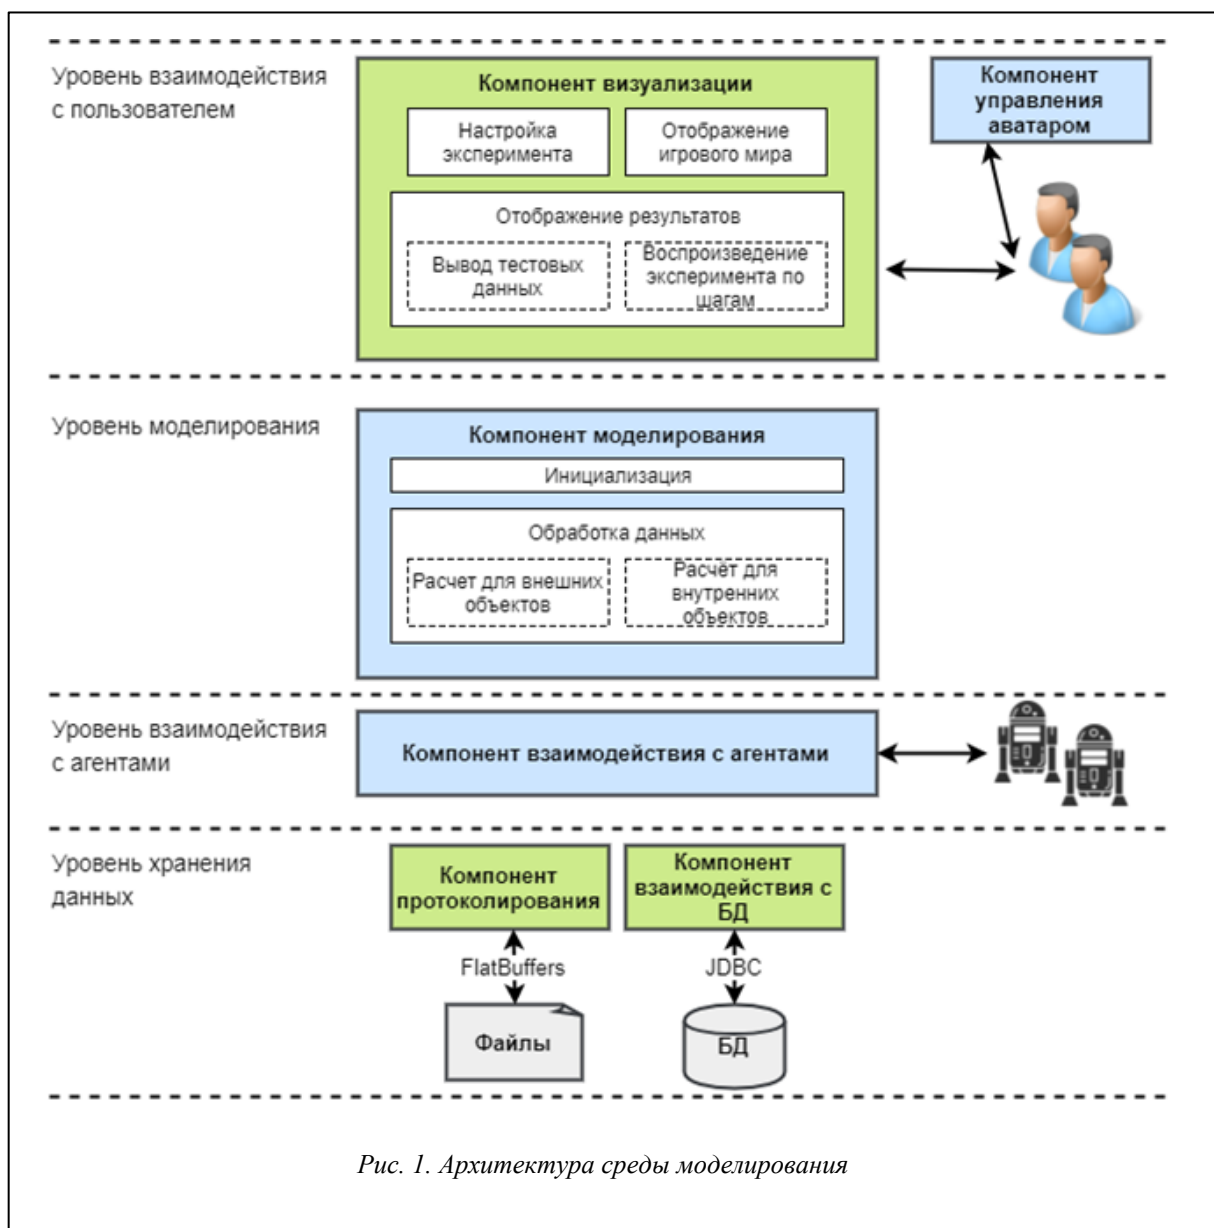 Уровень взаимодействия
с пользователем
Компонент визуализации
Настройка
эксперимента
Отображение
игрового мира
Отображение результатов
Вывод тестовых
данных
Воспроизведение
эксперимента по
шагам
Компонент
управления
аватаром
Уровень моделирования
Компонент моделирования
Инициализация
Обработка данных
Расчет для внешних
объектов
Расчёт для
внутренних
объектов
Уровень взаимодействия
с агентами
Компонент взаимодействия с агентами
Уровень хранения
данных
Компонент
протоколирования
Компонент
взаимодействия с
БД
FlatBuffers
JDBC
Файлы
БД
Рис. 1. Архитектура среды моделирования